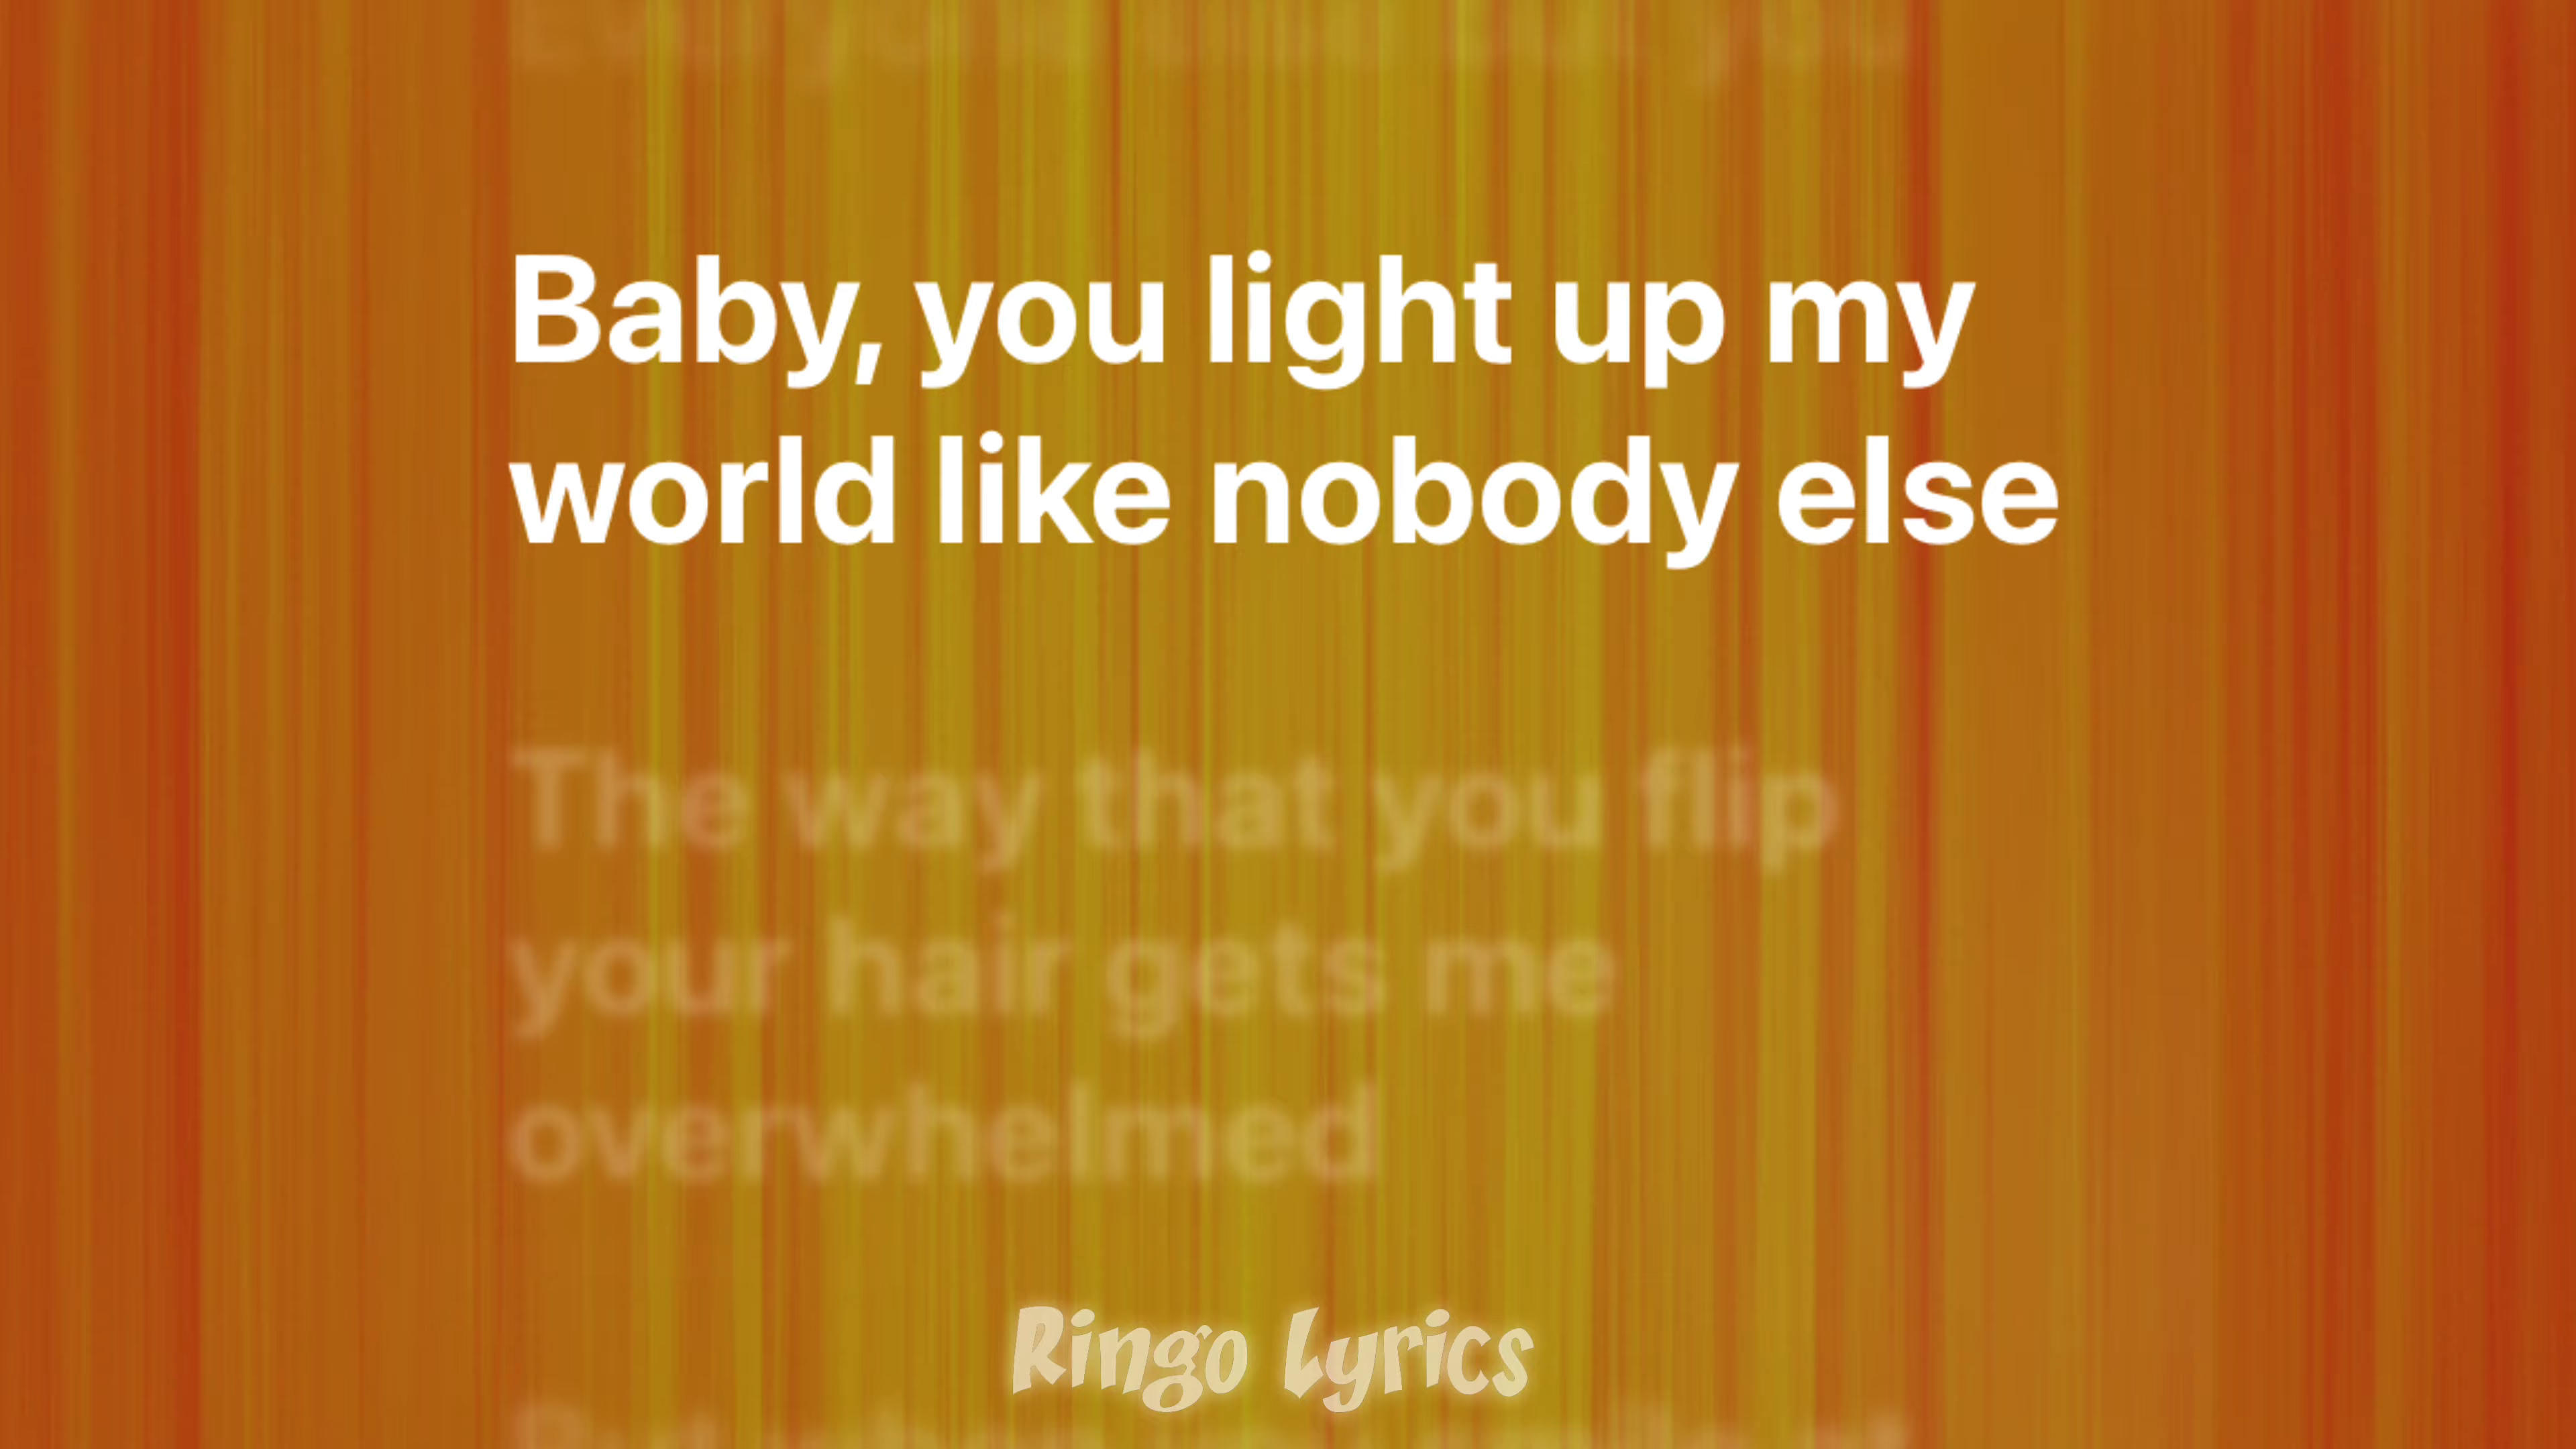 Baby, you light up my
world like nobody else
The way that you flip
your hair gets me
overwhelmed
Ringo Lyrics